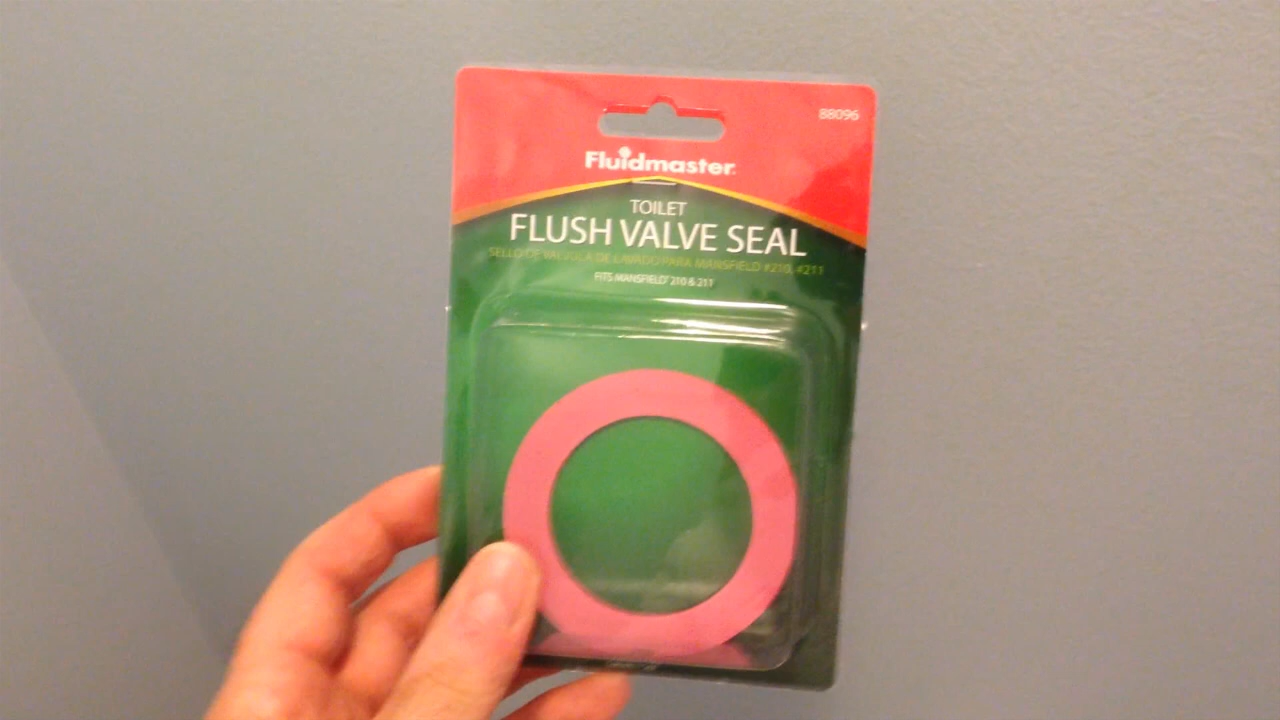 88096
Fluidmaster
TOILET
FLUSH VALVE SEAL
SELLO DE VALVULA DE LAVADO PARA MANSFIELD #210, #211
FITS MANSFIELD® 210 & 211